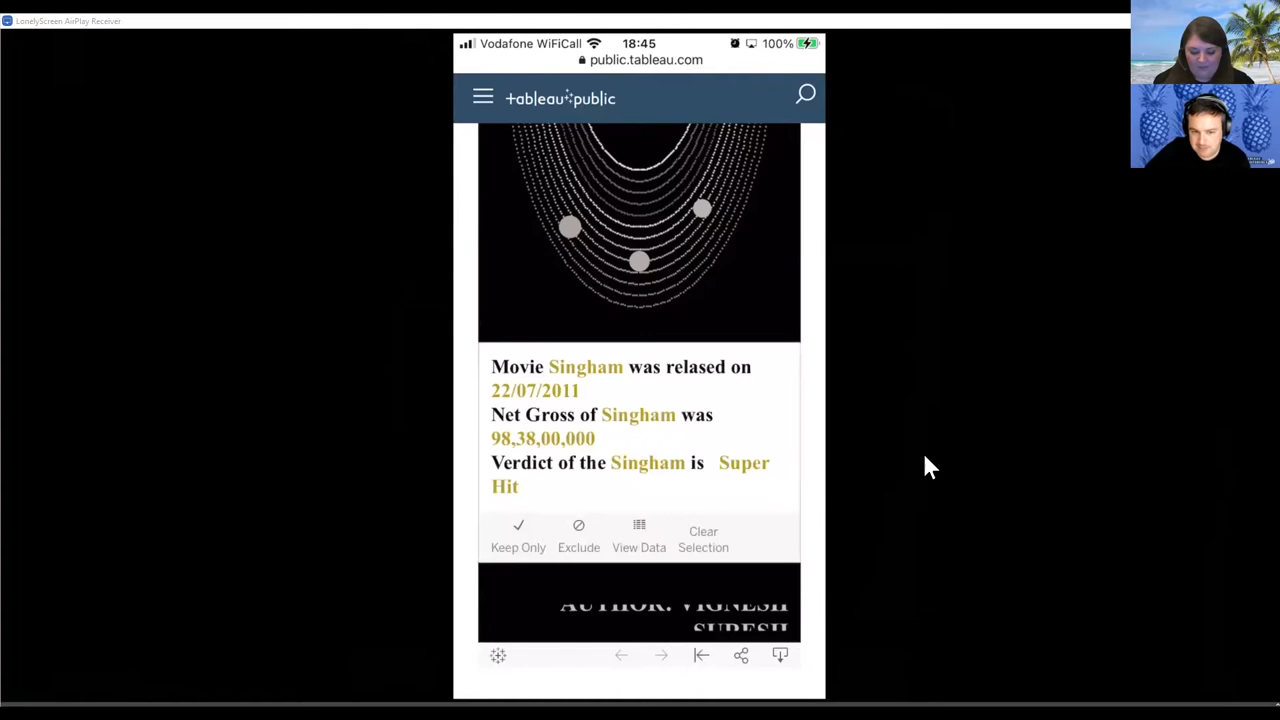 LonelyScreen AirPlay Receiver
Vodafone WiFiCall 18:45 100%
public.tableau.com
+ableau public
Movie Singham was relased on
22/07/2011
Net Gross of Singham was
98,38,00,000
Verdict of the Singham is Super
Hit
Keep Only Exclude View Data Clear Selection
AUTHOR: VIGNESH
SURESH